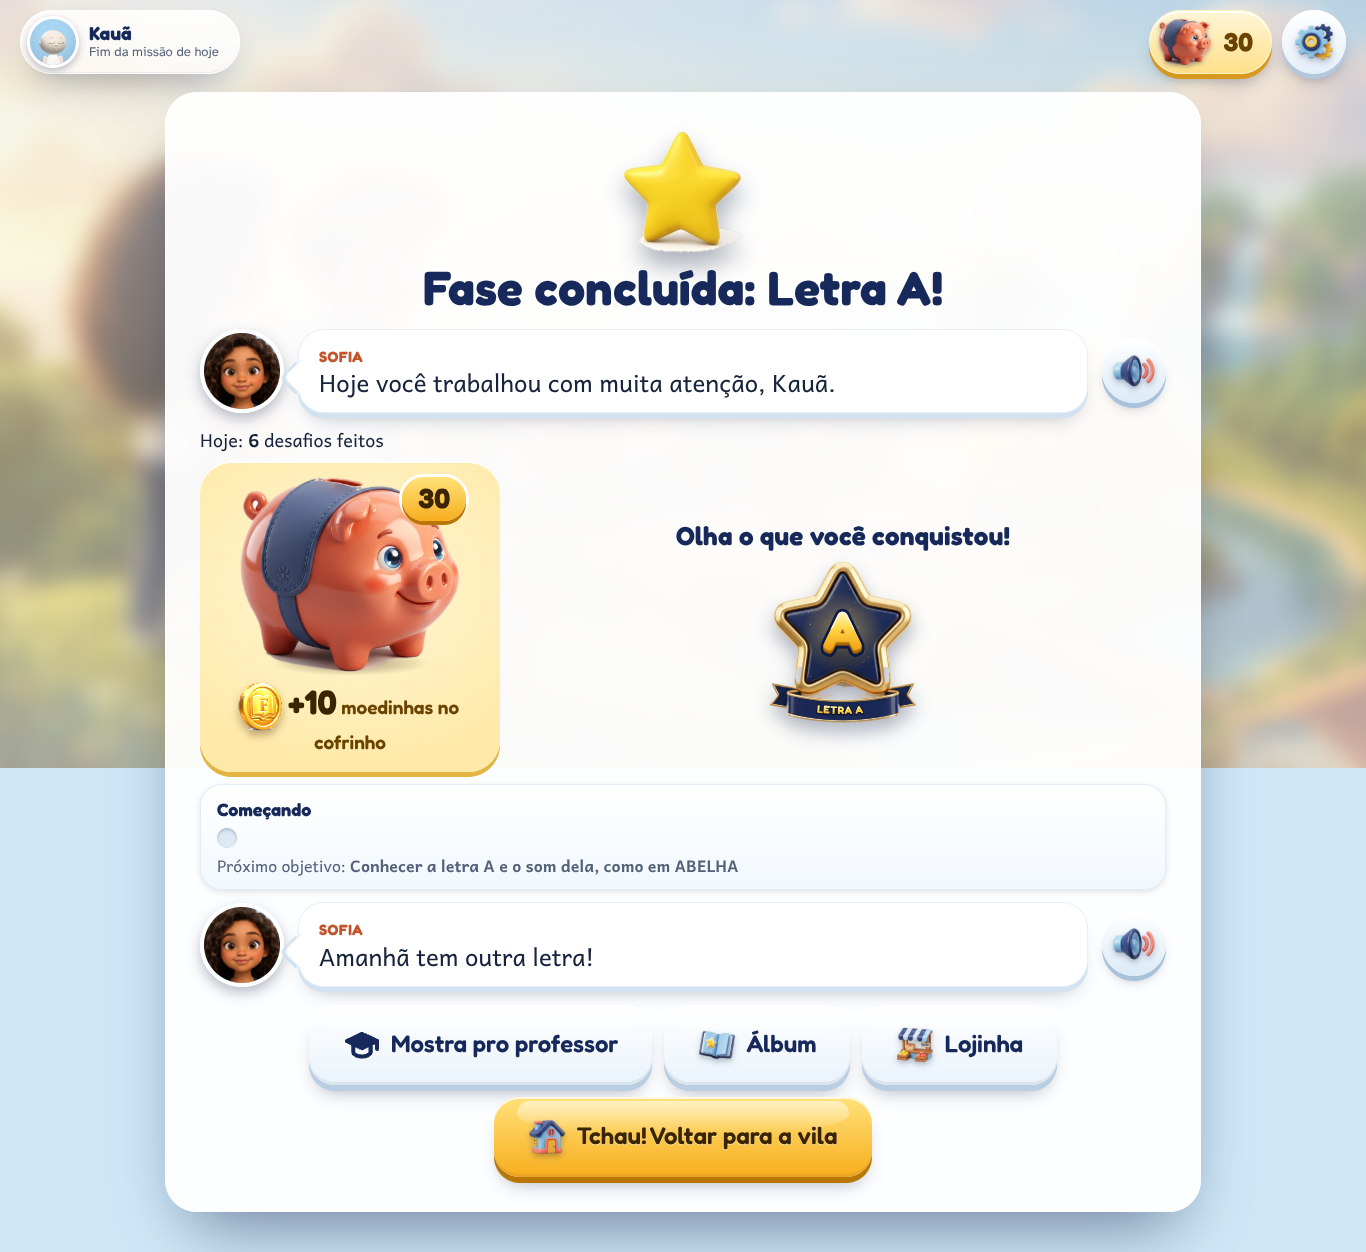 Kauã
Fim da missão de hoje
30
Fase concluída: Letra A!
SOFIA
Hoje você trabalhou com muita atenção, Kauã.
Hoje: 6 desafios feitos
30
+10 moedinhas no
cofrinho
Olha o que você conquistou!
A
LETRA A
Começando
Próximo objetivo: Conhecer a letra A e o som dela, como em ABELHA
SOFIA
Amanhã tem outra letra!
Mostra pro professor
Álbum
Lojinha
Tchau! Voltar para a vila